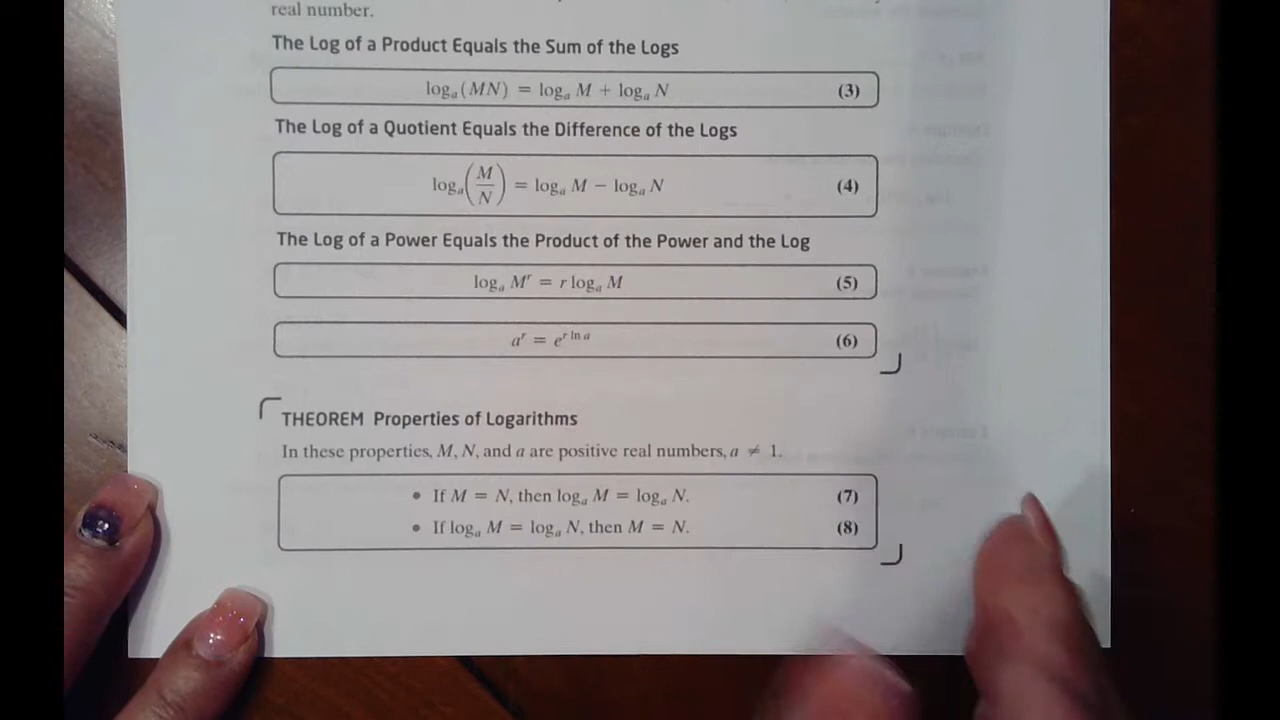 real number.
The Log of a Product Equals the Sum of the Logs
logₐ(MN) = logₐ M + logₐ N (3)
The Log of a Quotient Equals the Difference of the Logs
logₐ(M/N) = logₐ M − logₐ N (4)
The Log of a Power Equals the Product of the Power and the Log
logₐ Mʳ = r logₐ M (5)
aʳ = e^(r ln a) (6)
THEOREM Properties of Logarithms
In these properties, M, N, and a are positive real numbers, a ≠ 1.
• If M = N, then logₐ M = logₐ N. (7)
• If logₐ M = logₐ N, then M = N. (8)